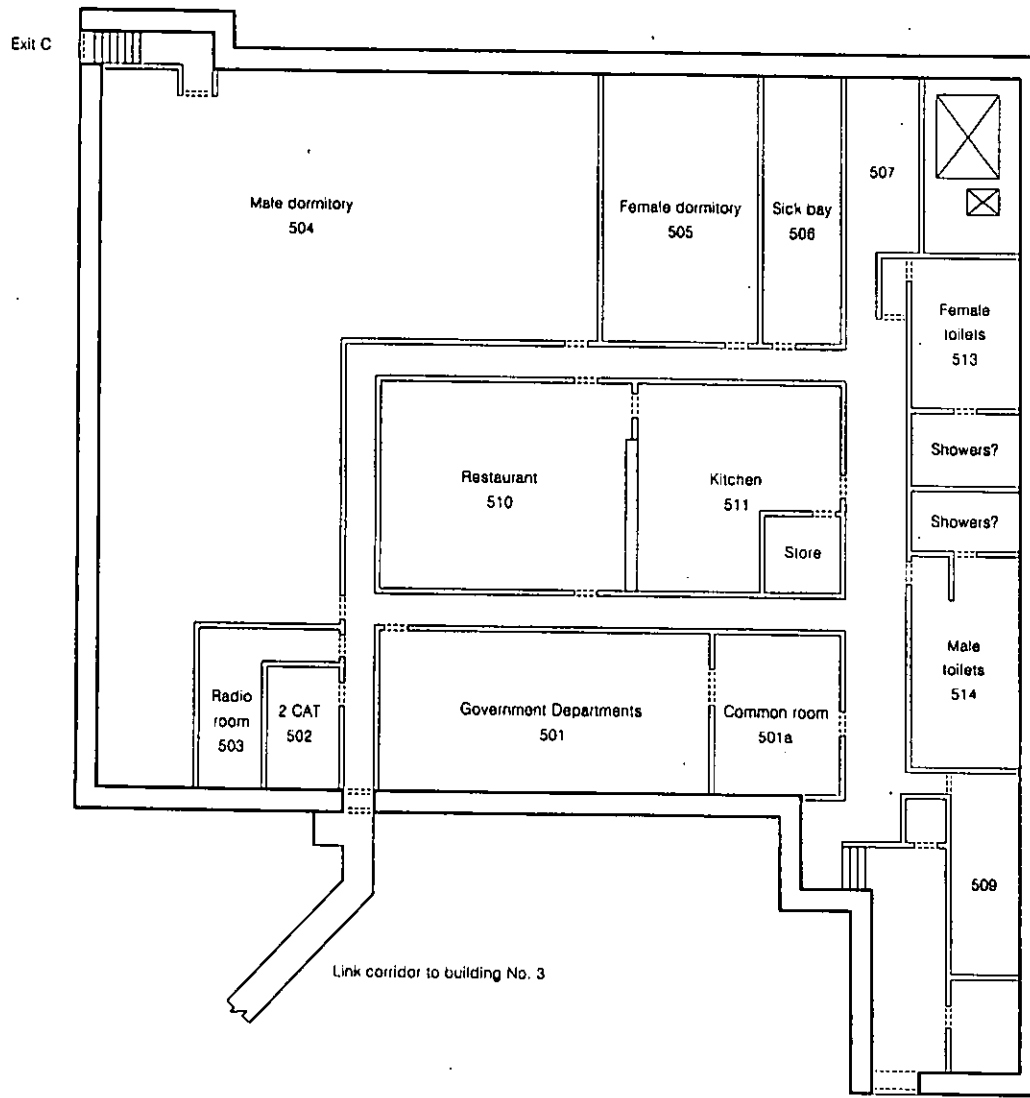 Exit C
Male dormitory
504
Female dormitory
505
Sick bay
506
507
Female
toilets
513
Showers?
Showers?
Restaurant
510
Kitchen
511
Store
Male
toilets
514
Radio
room
503
2 CAT
502
Government Departments
501
Common room
501a
509
Link corridor to building No. 3